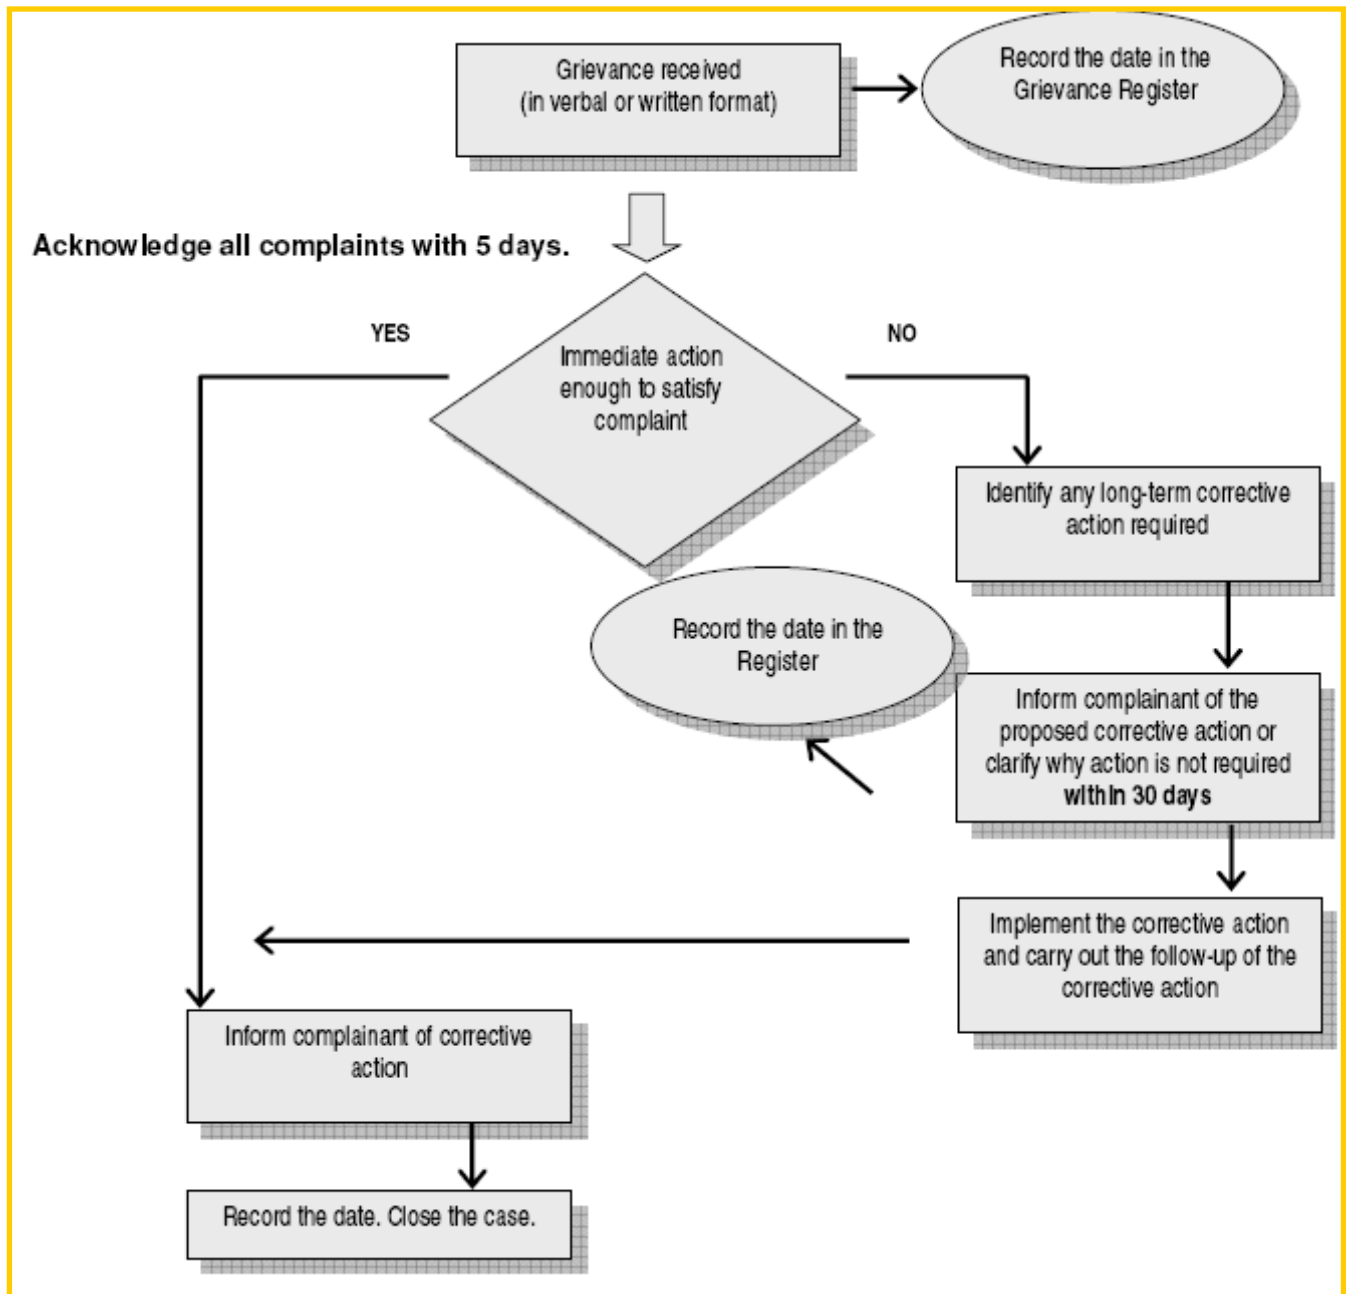 Grievance received
(in verbal or written format)
Record the date in the
Grievance Register
Acknowledge all complaints with 5 days.
YES
NO
Immediate action
enough to satisfy
complaint
Identify any long-term corrective
action required
Record the date in the
Register
Inform complainant of the
proposed corrective action or
clarify why action is not required
within 30 days
Implement the corrective action
and carry out the follow-up of the
corrective action
Inform complainant of corrective
action
Record the date. Close the case.